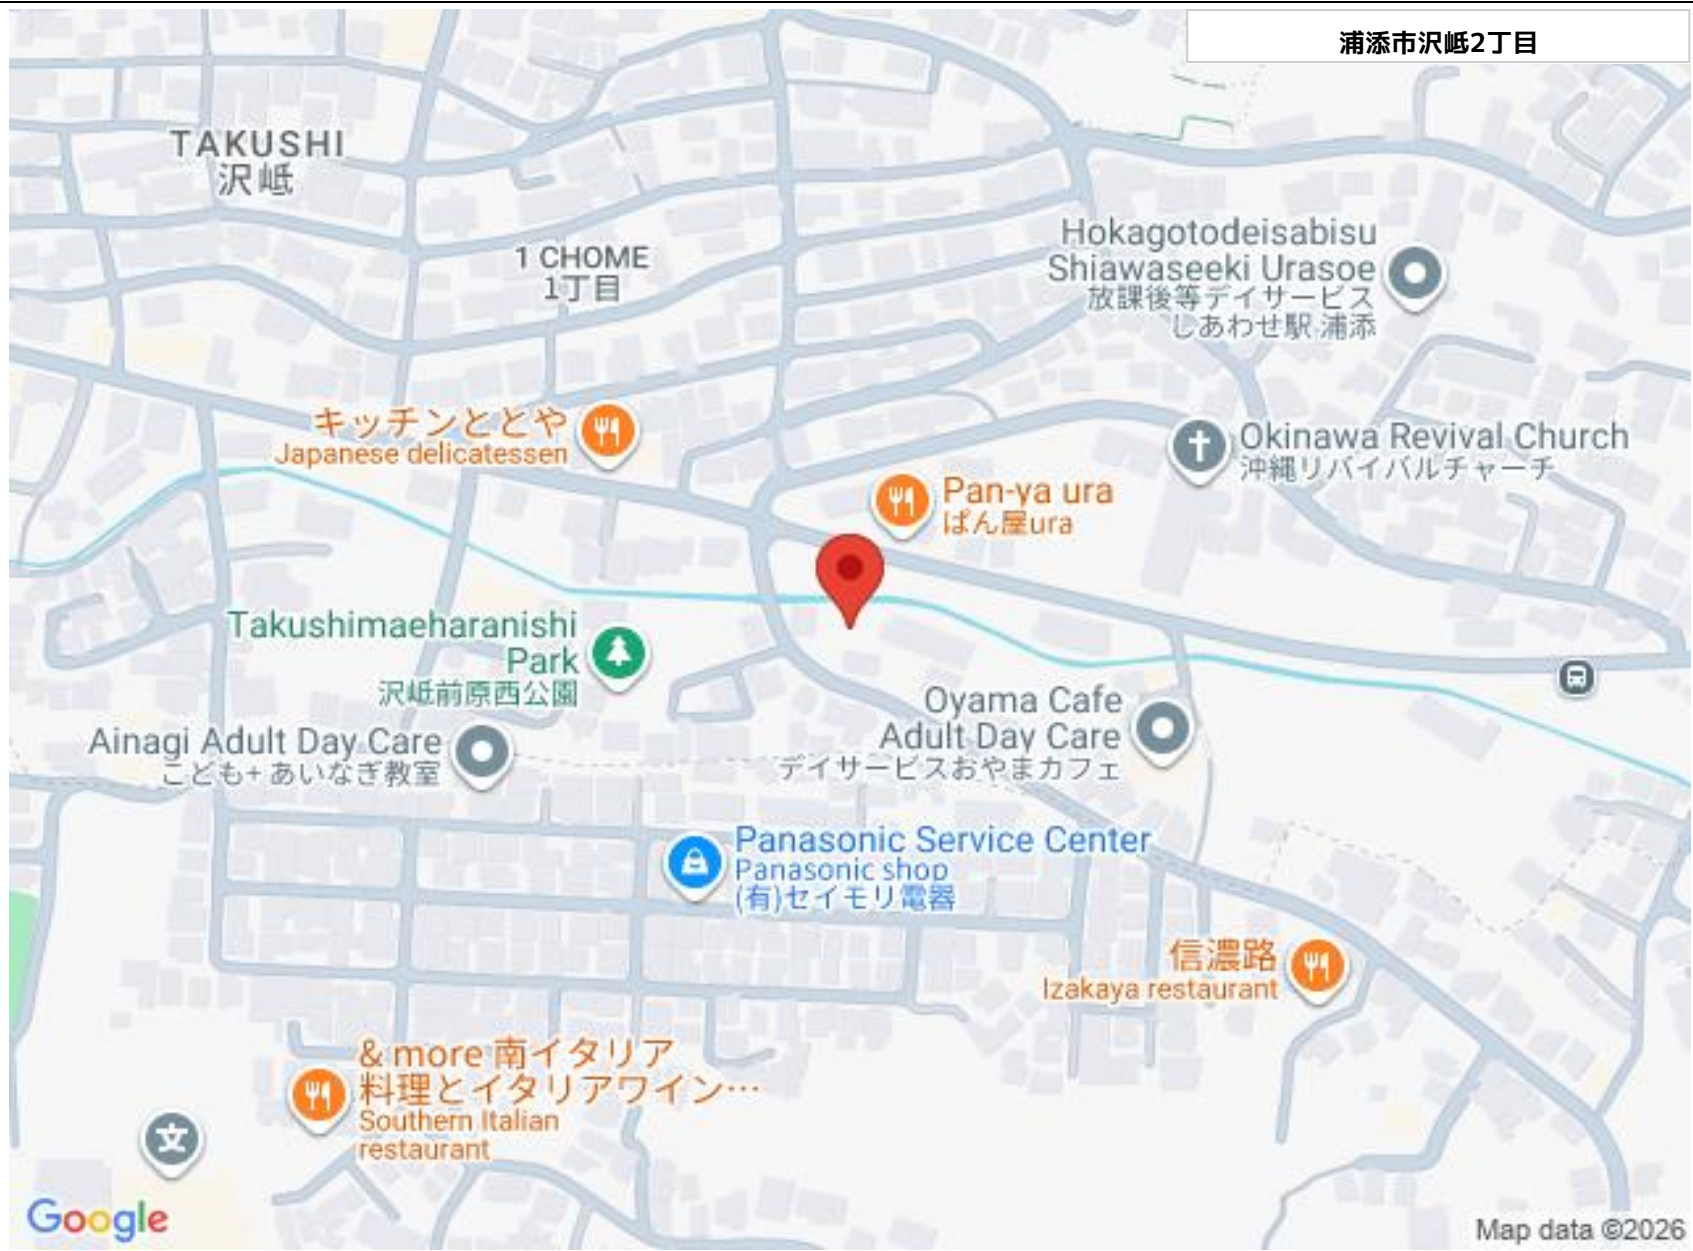 浦添市沢岻2丁目
TAKUSHI
沢岻
1 CHOME
1丁目
Hokagotodeisabisu
Shiawaseeki Urasoe
放課後等デイサービス
しあわせ駅 浦添
キッチンととや
Japanese delicatessen
Okinawa Revival Church
沖縄リバイバルチャーチ
Pan-ya ura
ぱん屋ura
Takushimaeharanishi
Park
沢岻前原西公園
Oyama Cafe
Adult Day Care
デイサービスおやまカフェ
Ainagi Adult Day Care
こども+ あいなぎ教室
Panasonic Service Center
Panasonic shop
(有)セイモリ電器
信濃路
Izakaya restaurant
& more 南イタリア
料理とイタリアワイン…
Southern Italian
restaurant
文
Google
Map data ©2026